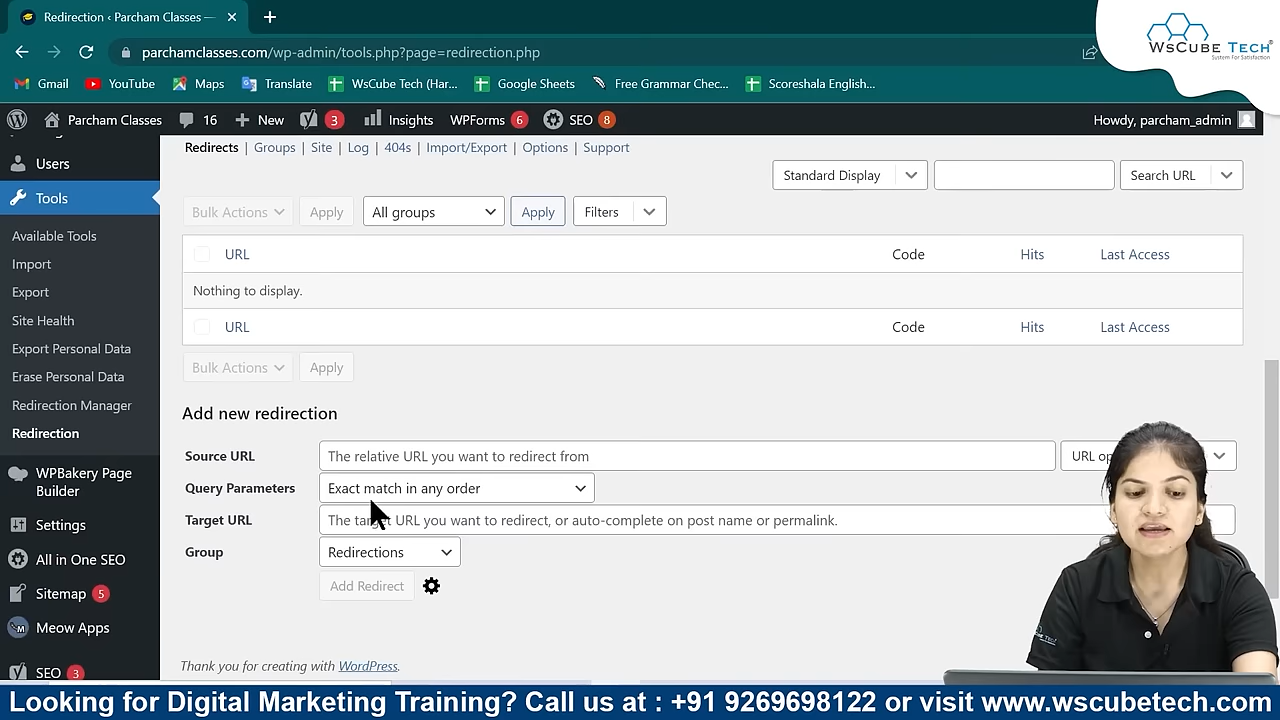 Redirection ‹ Parcham Classes —
WsCube Tech®
System For Satisfaction
parchamclasses.com/wp-admin/tools.php?page=redirection.php
Gmail YouTube Maps Translate WsCube Tech (Har... Google Sheets Free Grammar Chec... Scoreshala English...
Parcham Classes 16 New 3 Insights WPForms 6 SEO 8 Howdy, parcham_admin
Users
Tools
Available Tools
Import
Export
Site Health
Export Personal Data
Erase Personal Data
Redirection Manager
Redirection
WPBakery Page
Builder
Settings
All in One SEO
Sitemap 5
Meow Apps
SEO 3
Redirects | Groups | Site | Log | 404s | Import/Export | Options | Support
Standard Display Search URL
Bulk Actions Apply All groups Apply Filters
URL Code Hits Last Access
Nothing to display.
URL Code Hits Last Access
Bulk Actions Apply
Add new redirection
Source URL The relative URL you want to redirect from URL op
Query Parameters Exact match in any order
Target URL The target URL you want to redirect, or auto-complete on post name or permalink.
Group Redirections
Add Redirect
Thank you for creating with WordPress.
Looking for Digital Marketing Training? Call us at : +91 9269698122 or visit www.wscubetech.com